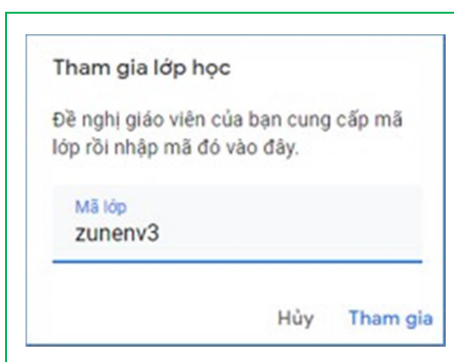 Tham gia lớp học
Đề nghị giáo viên của bạn cung cấp mã
lớp rồi nhập mã đó vào đây.
Mã lớp
zunenv3
Hủy Tham gia